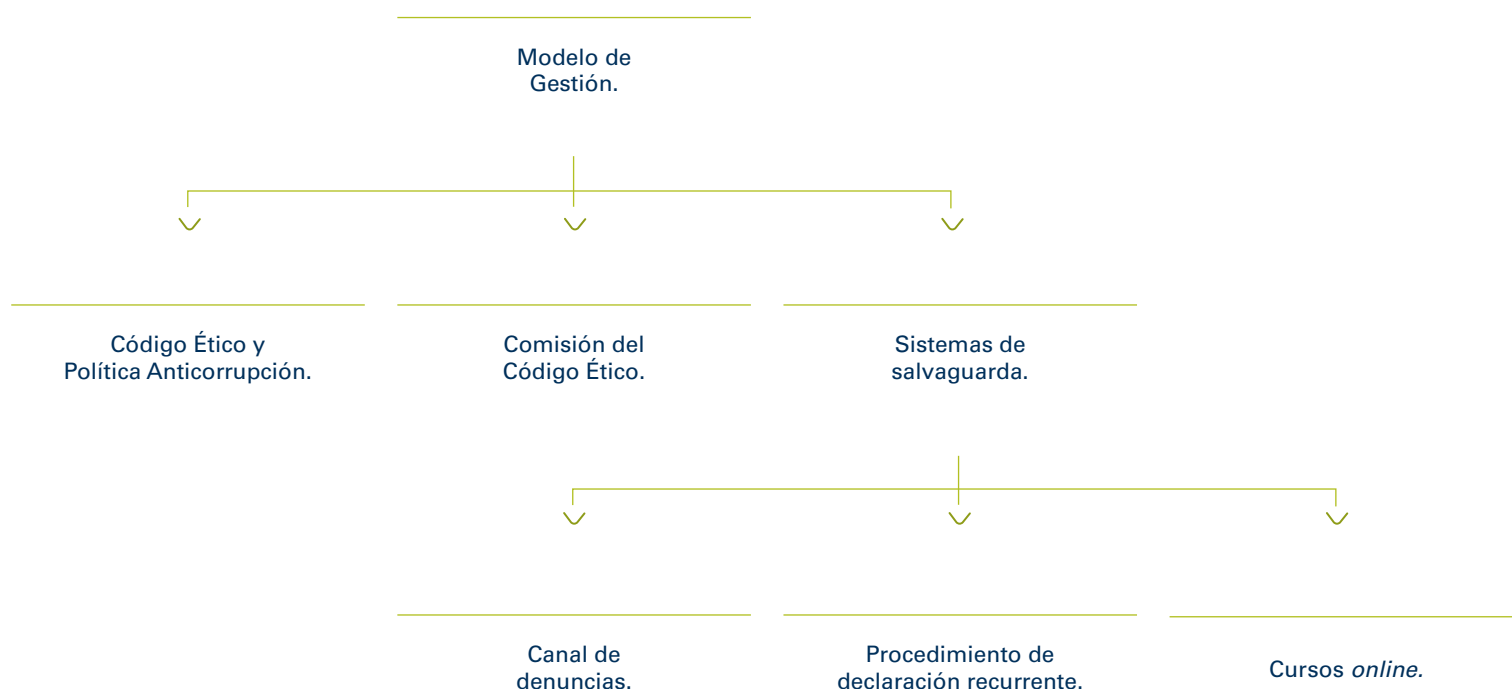 Modelo de
Gestión.
Código Ético y
Política Anticorrupción.
Comisión del
Código Ético.
Sistemas de
salvaguarda.
Canal de
denuncias.
Procedimiento de
declaración recurrente.
Cursos online.